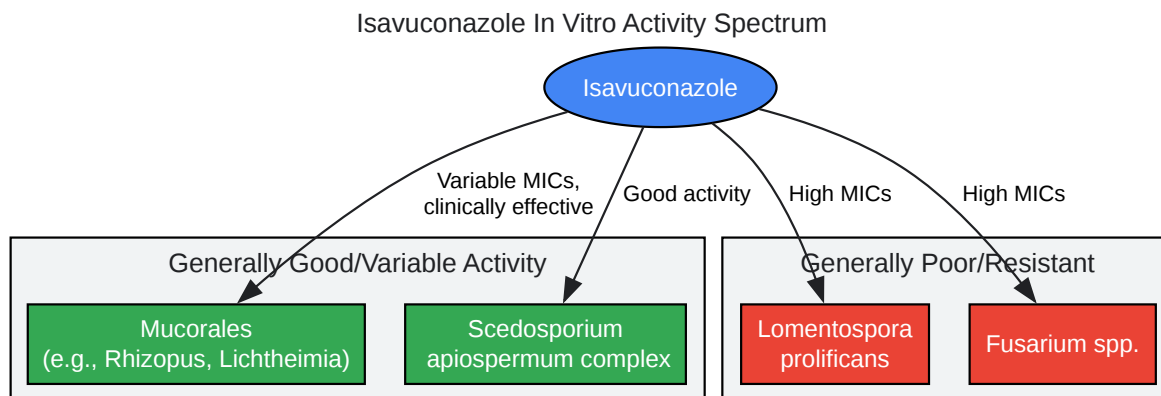 Isavuconazole In Vitro Activity Spectrum
Isavuconazole
Variable MICs,
clinically effective
Good activity
High MICs
High MICs
Generally Good/Variable Activity
Generally Poor/Resistant
Mucorales
(e.g., Rhizopus, Lichtheimia)
Scedosporium
apiospermum complex
Lomentospora
prolificans
Fusarium spp.